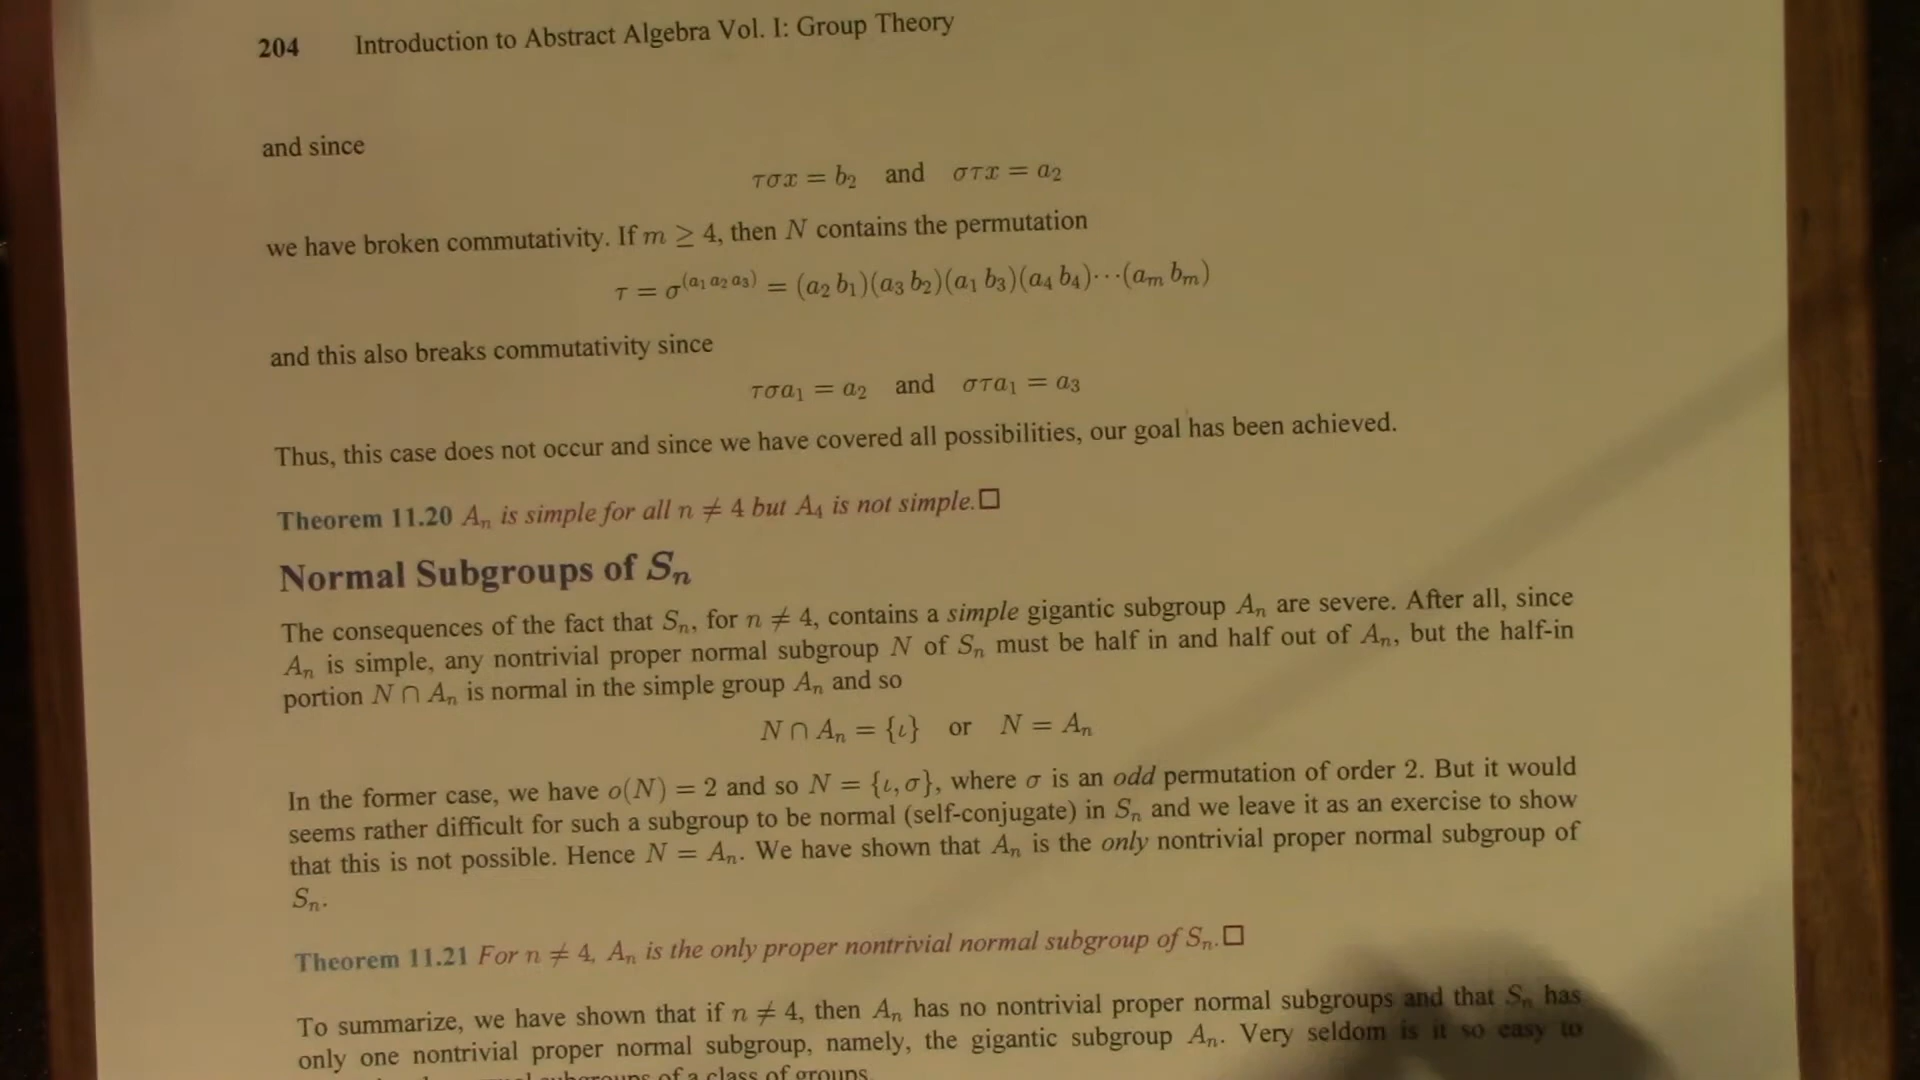 204 Introduction to Abstract Algebra Vol. I: Group Theory
and since
τσx = b₂ and στx = a₂
we have broken commutativity. If m ≥ 4, then N contains the permutation
τ = σ^(a₁ a₂ a₃) = (a₂ b₁)(a₃ b₂)(a₁ b₃)(a₄ b₄)···(aₘ bₘ)
and this also breaks commutativity since
τσa₁ = a₂ and στa₁ = a₃
Thus, this case does not occur and since we have covered all possibilities, our goal has been achieved.
Theorem 11.20 Aₙ is simple for all n ≠ 4 but A₄ is not simple.□
Normal Subgroups of Sₙ
The consequences of the fact that Sₙ, for n ≠ 4, contains a simple gigantic subgroup Aₙ are severe. After all, since
Aₙ is simple, any nontrivial proper normal subgroup N of Sₙ must be half in and half out of Aₙ, but the half-in
portion N ∩ Aₙ is normal in the simple group Aₙ and so
N ∩ Aₙ = {ι} or N = Aₙ
In the former case, we have o(N) = 2 and so N = {ι, σ}, where σ is an odd permutation of order 2. But it would
seems rather difficult for such a subgroup to be normal (self-conjugate) in Sₙ and we leave it as an exercise to show
that this is not possible. Hence N = Aₙ. We have shown that Aₙ is the only nontrivial proper normal subgroup of
Sₙ.
Theorem 11.21 For n ≠ 4, Aₙ is the only proper nontrivial normal subgroup of Sₙ.□
To summarize, we have shown that if n ≠ 4, then Aₙ has no nontrivial proper normal subgroups and that Sₙ has
only one nontrivial proper normal subgroup, namely, the gigantic subgroup Aₙ. Very seldom is it so easy to
subgroups of a class of groups.